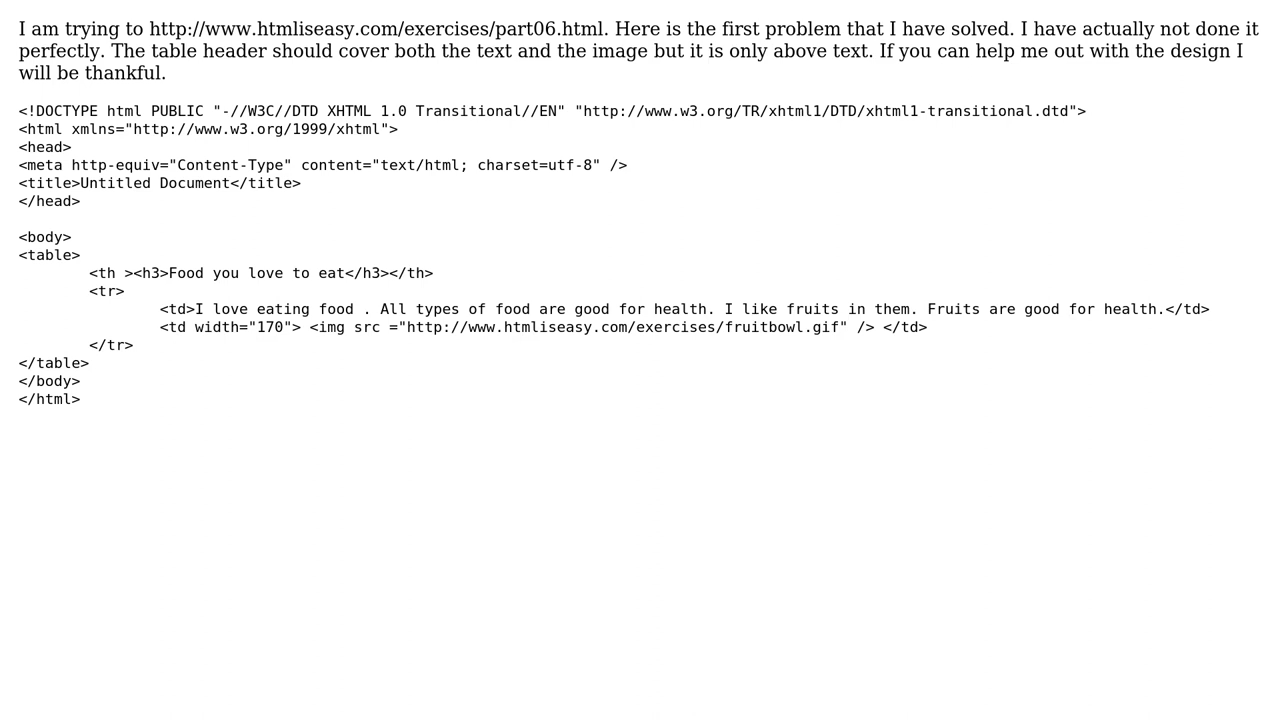 I am trying to http://www.htmliseasy.com/exercises/part06.html. Here is the first problem that I have solved. I have actually not done it
perfectly. The table header should cover both the text and the image but it is only above text. If you can help me out with the design I
will be thankful.
<!DOCTYPE html PUBLIC "-//W3C//DTD XHTML 1.0 Transitional//EN" "http://www.w3.org/TR/xhtml1/DTD/xhtml1-transitional.dtd">
<html xmlns="http://www.w3.org/1999/xhtml">
<head>
<meta http-equiv="Content-Type" content="text/html; charset=utf-8" />
<title>Untitled Document</title>
</head>
<body>
<table>
<th ><h3>Food you love to eat</h3></th>
<tr>
<td>I love eating food . All types of food are good for health. I like fruits in them. Fruits are good for health.</td>
<td width="170"> <img src ="http://www.htmliseasy.com/exercises/fruitbowl.gif" /> </td>
</tr>
</table>
</body>
</html>